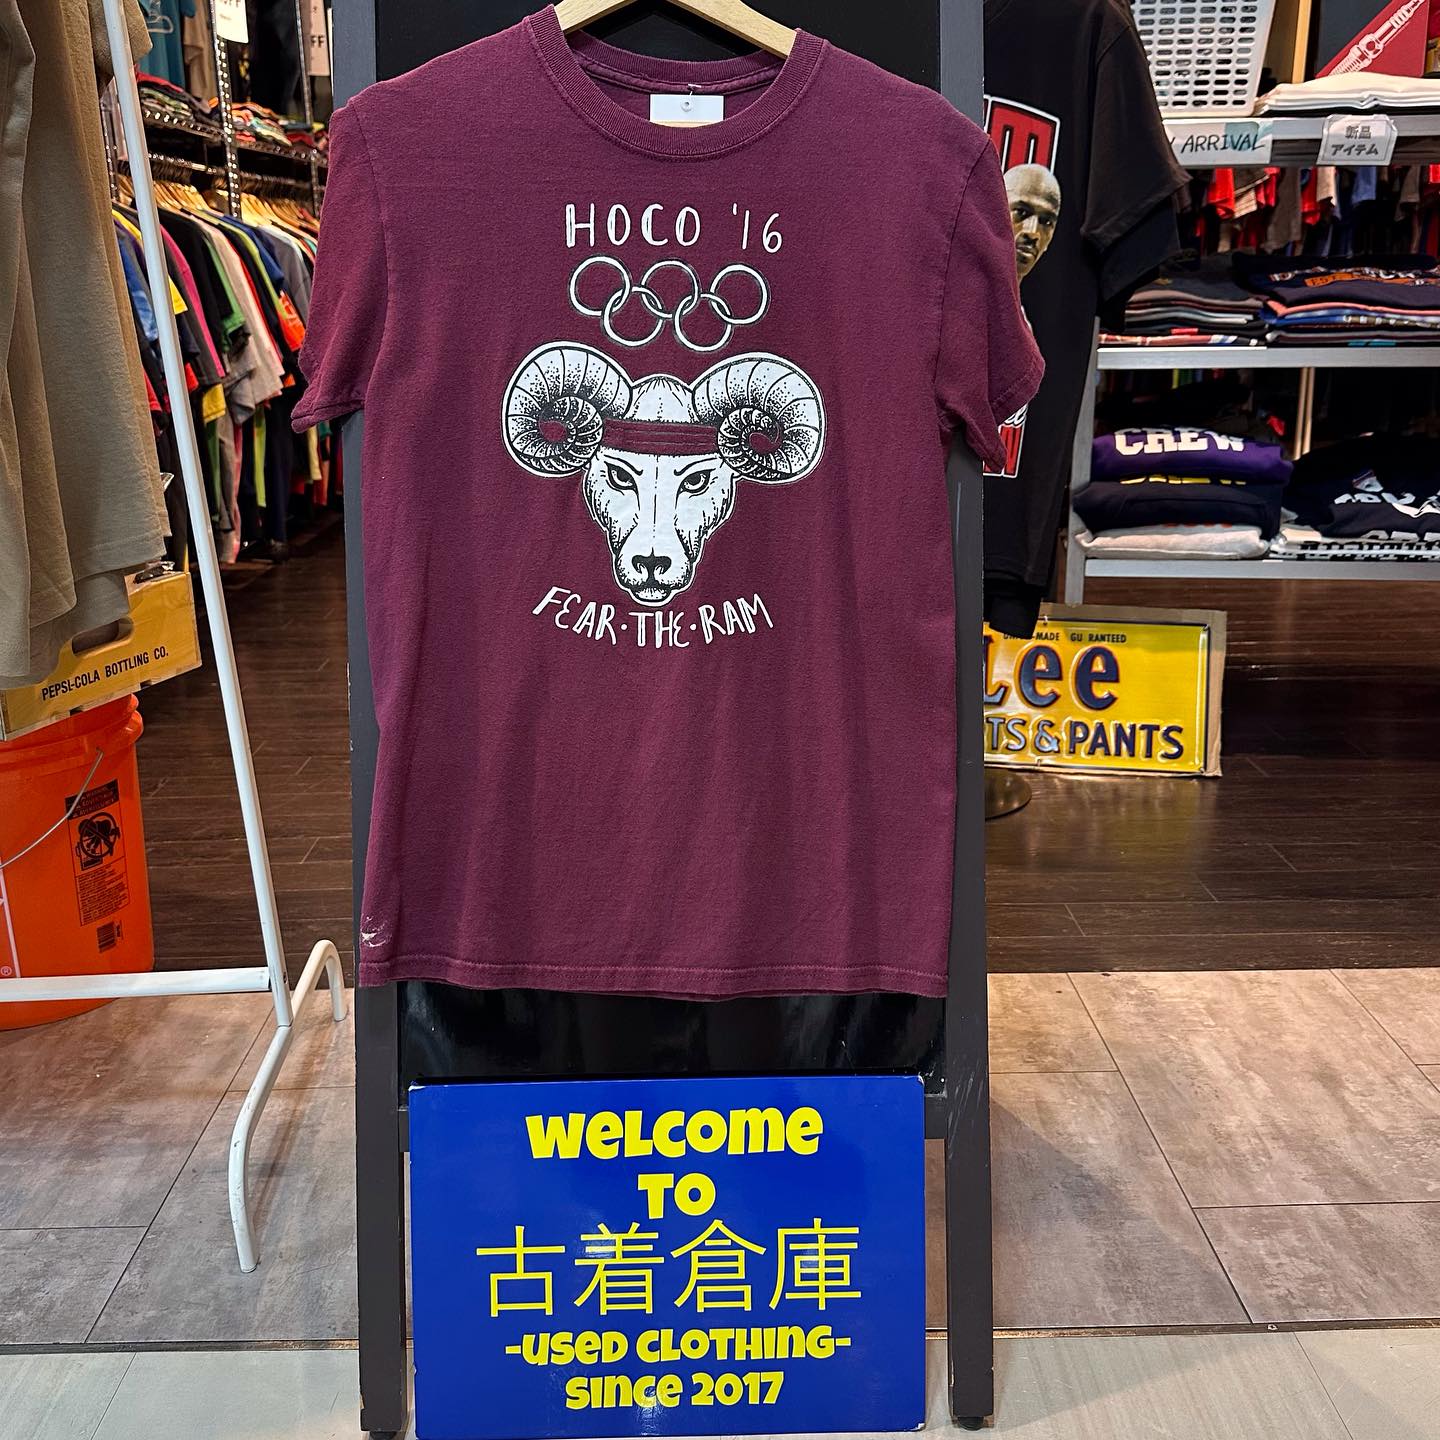 HOCO '16
FEAR·THE·RAM
WELCOME
TO
古着倉庫
-USED CLOTHING-
SINCE 2017
PEPSI-COLA BOTTLING CO.
ARRIVAL
新品
アイテム
CREW
Lee
& PANTS